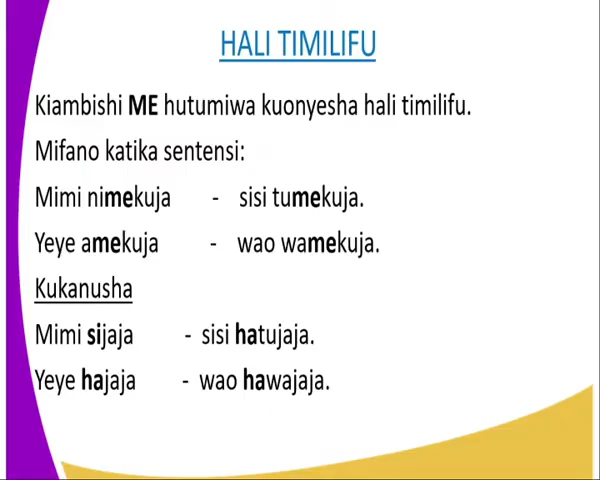 HALI TIMILIFU
Kiambishi ME hutumiwa kuonyesha hali timilifu.
Mifano katika sentensi:
Mimi nimekuja - sisi tumekuja.
Yeye amekuja - wao wamekuja.
Kukanusha
Mimi sijaja - sisi hatujaja.
Yeye hajaja - wao hawajaja.